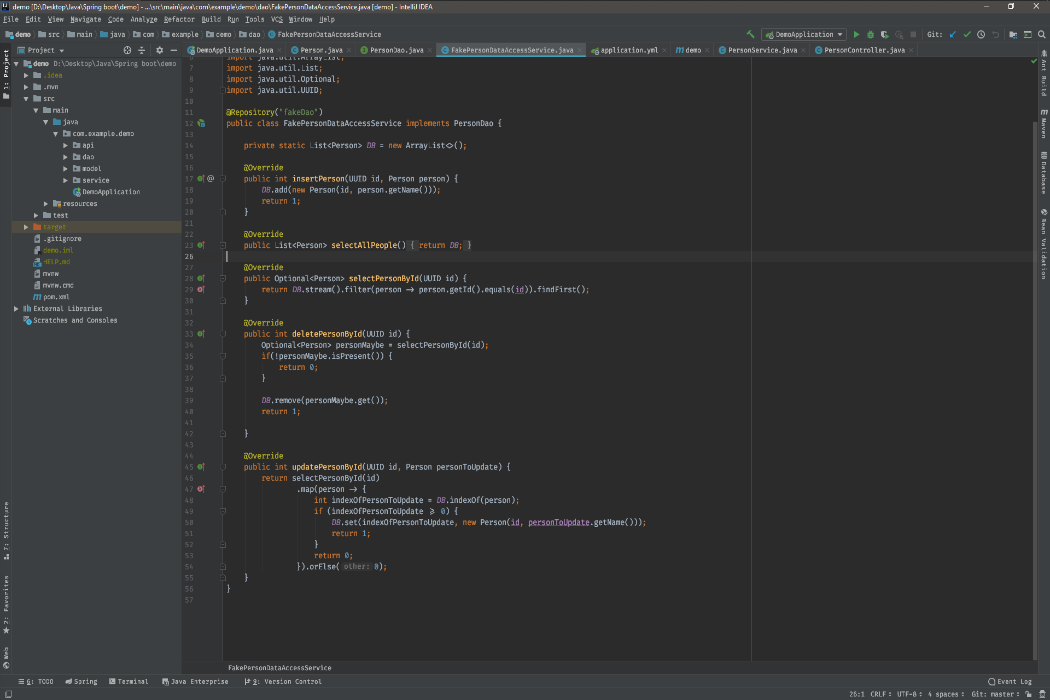 demo [D:\Desktop\Java\Spring boot\demo] - ...\src\main\java\com\example\demo\dao\FakePersonDataAccessService.java [demo] - IntelliJ IDEA
File Edit View Navigate Code Analyze Refactor Build Run Tools VCS Window Help
demo src main java com example demo dao FakePersonDataAccessService
DemoApplication Git:
Project
DemoApplication.java Person.java PersonDao.java FakePersonDataAccessService.java application.yml demo PersonService.java PersonController.java
1: Project
demo D:\Desktop\Java\Spring boot\demo
.idea
.mvn
src
main
java
com.example.demo
api
dao
model
service
DemoApplication
resources
test
target
.gitignore
demo.iml
HELP.md
mvnw
mvnw.cmd
pom.xml
External Libraries
Scratches and Consoles
import java.util.ArrayList;
7 import java.util.List;
8 import java.util.Optional;
9 import java.util.UUID;
10
11 @Repository("fakeDao")
12 public class FakePersonDataAccessService implements PersonDao {
13
14 private static List<Person> DB = new ArrayList<>();
15
16 @Override
17 @ public int insertPerson(UUID id, Person person) {
18 DB.add(new Person(id, person.getName()));
19 return 1;
20 }
21
22 @Override
23 public List<Person> selectAllPeople() { return DB; }
26
27 @Override
28 public Optional<Person> selectPersonById(UUID id) {
29 return DB.stream().filter(person → person.getId().equals(id)).findFirst();
30 }
31
32 @Override
33 public int deletePersonById(UUID id) {
34 Optional<Person> personMaybe = selectPersonById(id);
35 if(!personMaybe.isPresent()) {
36 return 0;
37 }
38
39 DB.remove(personMaybe.get());
40 return 1;
41
42 }
43
44 @Override
45 public int updatePersonById(UUID id, Person personToUpdate) {
46 return selectPersonById(id)
47 .map(person → {
48 int indexOfPersonToUpdate = DB.indexOf(person);
49 if (indexOfPersonToUpdate ⩾ 0) {
50 DB.set(indexOfPersonToUpdate, new Person(id, personToUpdate.getName()));
51 return 1;
52 }
53 return 0;
54 }).orElse( other: 0);
55 }
56 }
57
Ant Build
Maven
Database
Bean Validation
7: Structure
2: Favorites
Web
FakePersonDataAccessService
6: TODO Spring Terminal Java Enterprise 9: Version Control Event Log
26:1 CRLF UTF-8 4 spaces Git: master